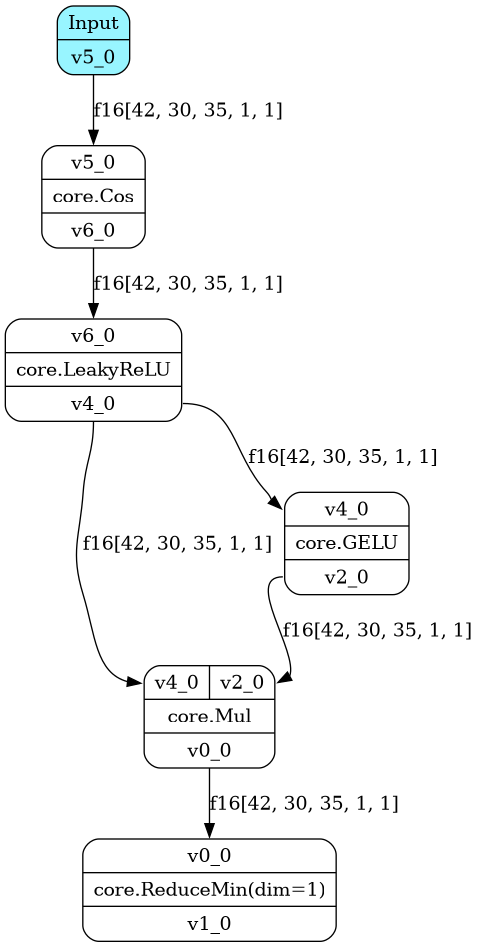 Input
v5_0
f16[42, 30, 35, 1, 1]
v5_0
core.Cos
v6_0
f16[42, 30, 35, 1, 1]
v6_0
core.LeakyReLU
v4_0
f16[42, 30, 35, 1, 1]
v4_0
core.GELU
v2_0
f16[42, 30, 35, 1, 1]
f16[42, 30, 35, 1, 1]
v4_0 v2_0
core.Mul
v0_0
f16[42, 30, 35, 1, 1]
v0_0
core.ReduceMin(dim=1)
v1_0